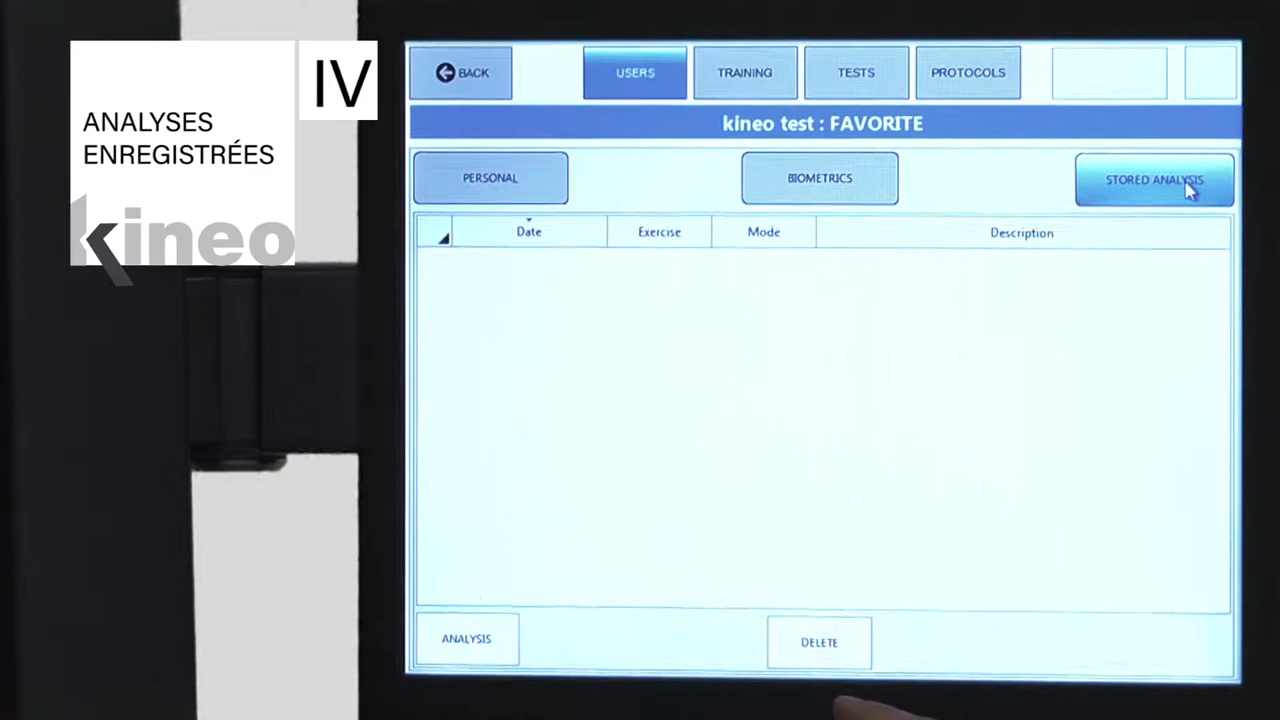 IV
ANALYSES
ENREGISTRÉES
kineo
BACK
USERS
TRAINING
TESTS
PROTOCOLS
kineo test : FAVORITE
PERSONAL
BIOMETRICS
STORED ANALYSIS
Date
Exercise
Mode
Description
ANALYSIS
DELETE